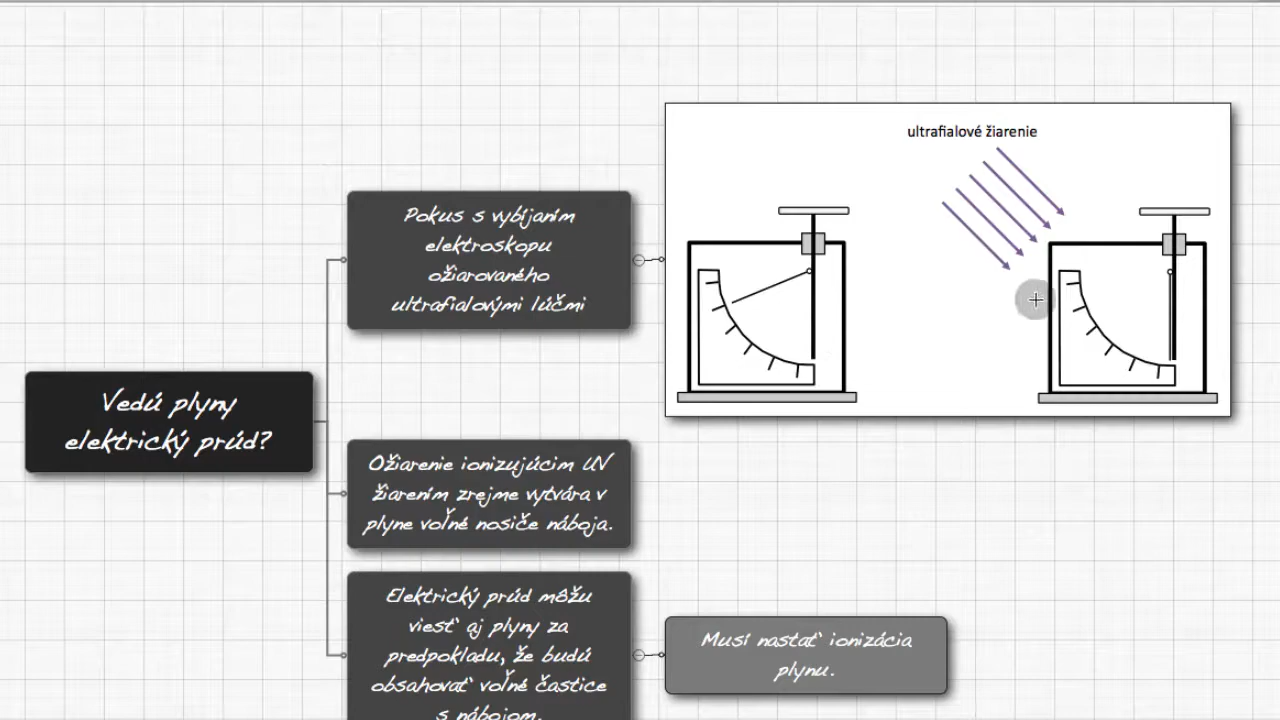 ultrafialové žiarenie
Pokus s vybíjaním
elektroskopu
ožiarovaného
ultrafialovými lúčmi
Vedú plyny
elektrický prúd?
Ožiarenie ionizujúcim UV
žiarením zrejme vytvára v
plyne voľné nosiče náboja.
Elektrický prúd môžu
viesť aj plyny za
predpokladu, že budú
obsahovať voľné častice
s nábojom.
Musí nastať ionizácia
plynu.